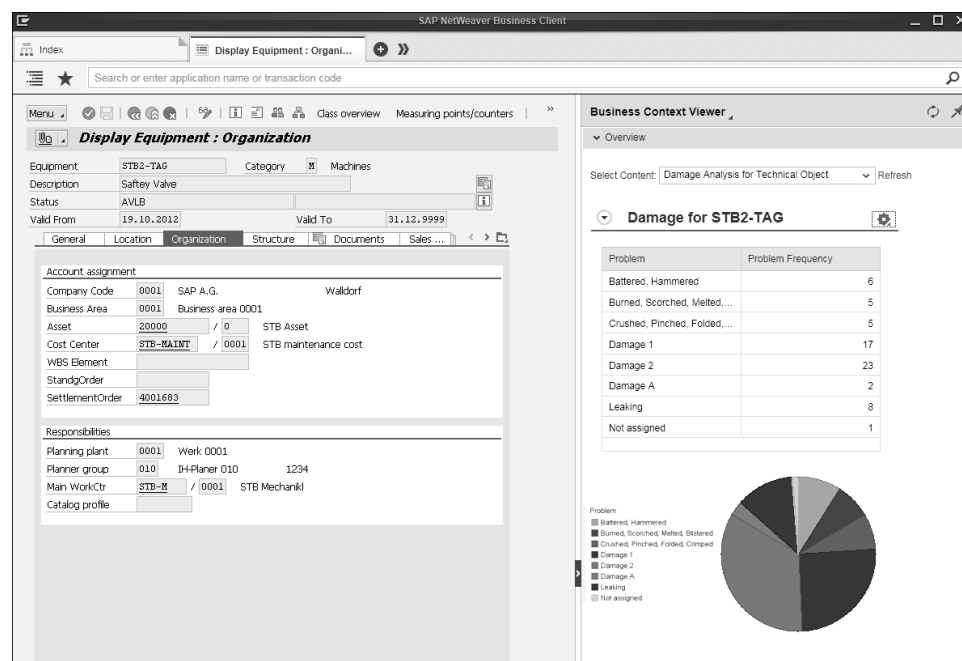 SAP NetWeaver Business Client
Index
Display Equipment : Organi...
Search or enter application name or transaction code
Menu
Class overview Measuring points/counters
Display Equipment : Organization
Equipment STB2-TAG Category M Machines
Description Saftey Valve
Status AVLB
Valid From 19.10.2012 Valid To 31.12.9999
General Location Organization Structure Documents Sales ...
Account assignment
Company Code 0001 SAP A.G. Walldorf
Business Area 0001 Business area 0001
Asset 20000 / 0 STB Asset
Cost Center STB-MAINT / 0001 STB maintenance cost
WBS Element
StandgOrder
SettlementOrder 4001683
Responsibilities
Planning plant 0001 Werk 0001
Planner group 010 IH-Planer 010 1234
Main WorkCtr STB-M / 0001 STB Mechanikl
Catalog profile
Business Context Viewer
Overview
Select Content: Damage Analysis for Technical Object Refresh
Damage for STB2-TAG
Problem Problem Frequency
Battered, Hammered 6
Burned, Scorched, Melted,... 5
Crushed, Pinched, Folded,... 5
Damage 1 17
Damage 2 23
Damage A 2
Leaking 8
Not assigned 1
Problem
Battered, Hammered
Burned, Scorched, Melted, Blistered
Crushed, Pinched, Folded, Crimped
Damage 1
Damage 2
Damage A
Leaking
Not assigned